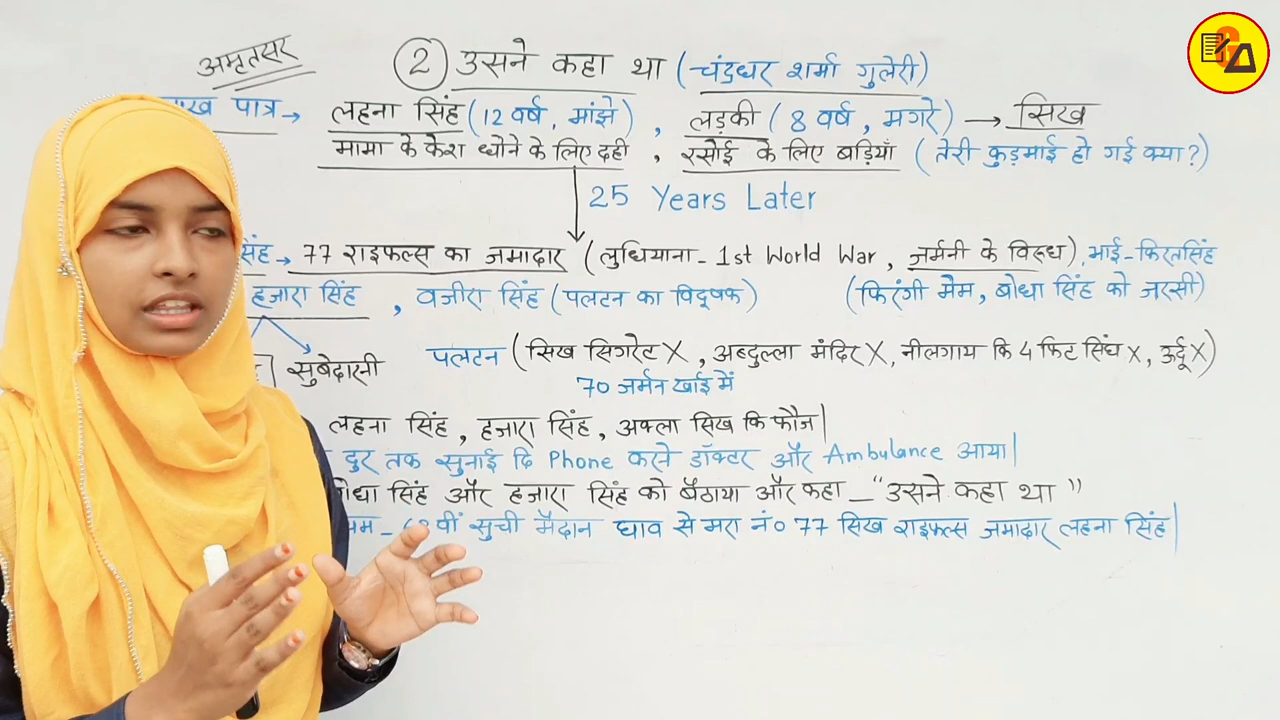 अमृतसर
2 उसने कहा था (चंद्रधर शर्मा गुलेरी)
पात्र → लहना सिंह (12 वर्ष, मांझे), लड़की (8 वर्ष, मगरे) → सिख
मामा के केश धोने के लिए दही, रसोई के लिए बड़ियाँ (तेरी कुड़माई हो गई क्या?)
25 Years Later
सिंह → 77 राइफल्स का जमादार (लुधियाना - 1st World War, जर्मनी के विरूध), भाई-किरतसिंह
हजारा सिंह, वजीरा सिंह (पलटन का विदूषक) (फिरंगी मेम, बोधा सिंह को जरसी)
सुबेदारनी पलटन (सिख सिगरेट X, अब्दुल्ला मंदिर X, नीलगाय कि 4 फिट सिंघ X, उर्दू X)
70 जर्मन खाई में
लहना सिंह, हजारा सिंह, अकला सिख कि फौज|
दुर तक सुनाई दि Phone करने डॉक्टर और Ambulance आया|
बोधा सिंह और हजारा सिंह को बैठाया और कहा - "उसने कहा था"
सुची मैदान घाव से मरा नं० 77 सिख राइफल्स जमादार लहना सिंह|